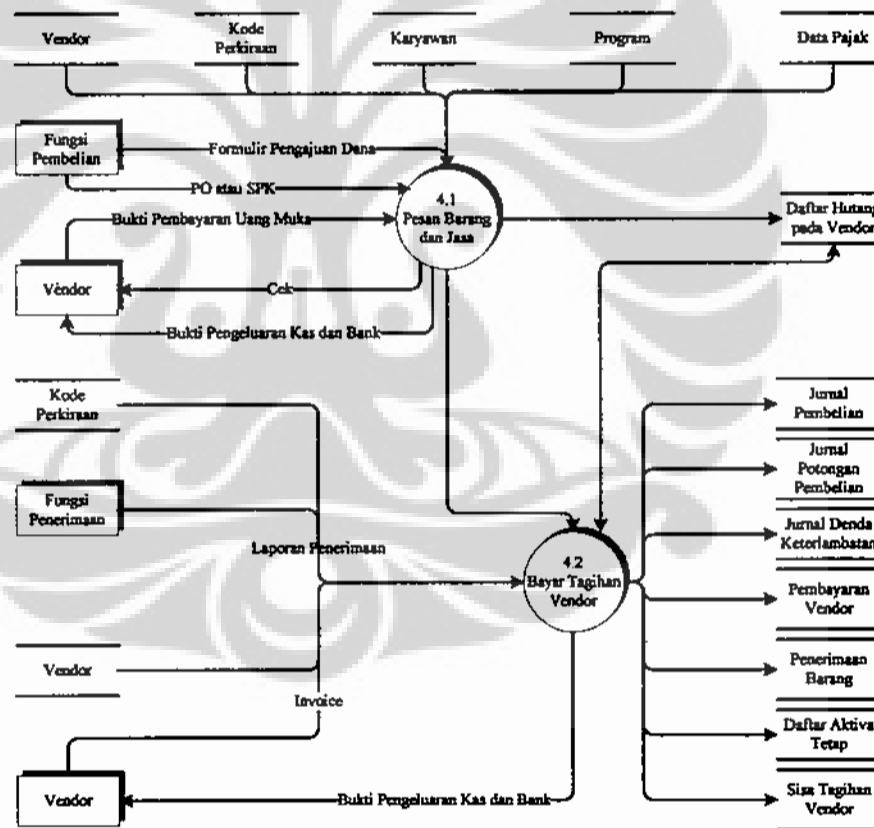 Vendor
Kode
Perkiraan
Karyawan
Program
Data Pajak
Fungsi
Pembelian
Formulir Pengajuan Dana
PO atau SPK
4.1
Pesan Barang
dan Jasa
Bukti Pembayaran Uang Muka
Daftar Hutang
pada Vendor
Vendor
Cek
Bukti Pengeluaran Kas dan Bank
Kode
Perkiraan
Jurnal
Pembelian
Jurnal
Potongan
Pembelian
Fungsi
Penerimaan
Jurnal Denda
Keterlambatan
Laporan Penerimaan
4.2
Bayar Tagihan
Vendor
Pembayaran
Vendor
Vendor
Penerimaan
Barang
Invoice
Daftar Aktiva
Tetap
Vendor
Bukti Pengeluaran Kas dan Bank
Sisa Tagihan
Vendor